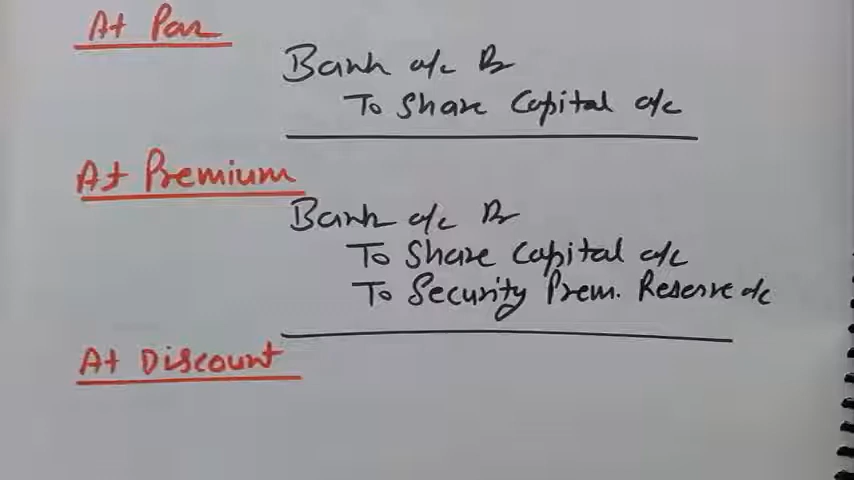 At Par
Bank a/c Dr
To Share Capital a/c
At Premium
Bank a/c Dr
To Share Capital a/c
To Security Prem. Reserve a/c
At Discount